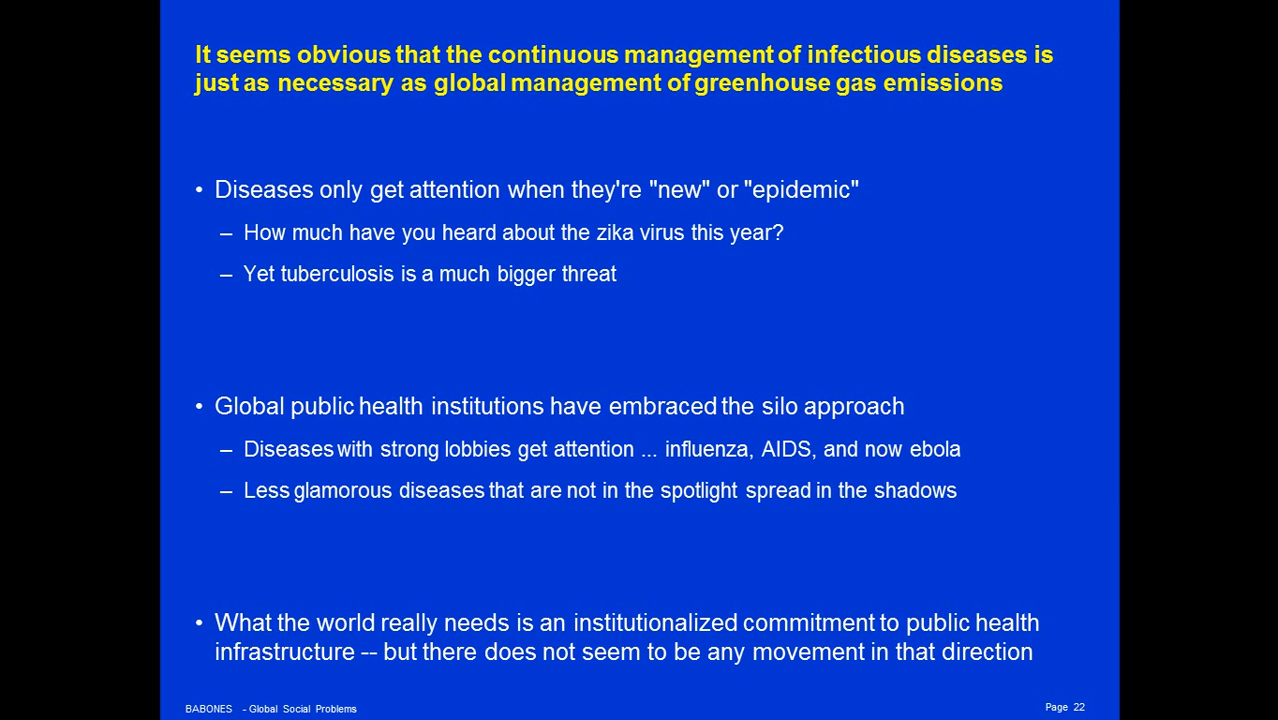 It seems obvious that the continuous management of infectious diseases is
just as necessary as global management of greenhouse gas emissions
• Diseases only get attention when they're "new" or "epidemic"
– How much have you heard about the zika virus this year?
– Yet tuberculosis is a much bigger threat
• Global public health institutions have embraced the silo approach
– Diseases with strong lobbies get attention ... influenza, AIDS, and now ebola
– Less glamorous diseases that are not in the spotlight spread in the shadows
• What the world really needs is an institutionalized commitment to public health
infrastructure -- but there does not seem to be any movement in that direction
BABONES - Global Social Problems
Page 22